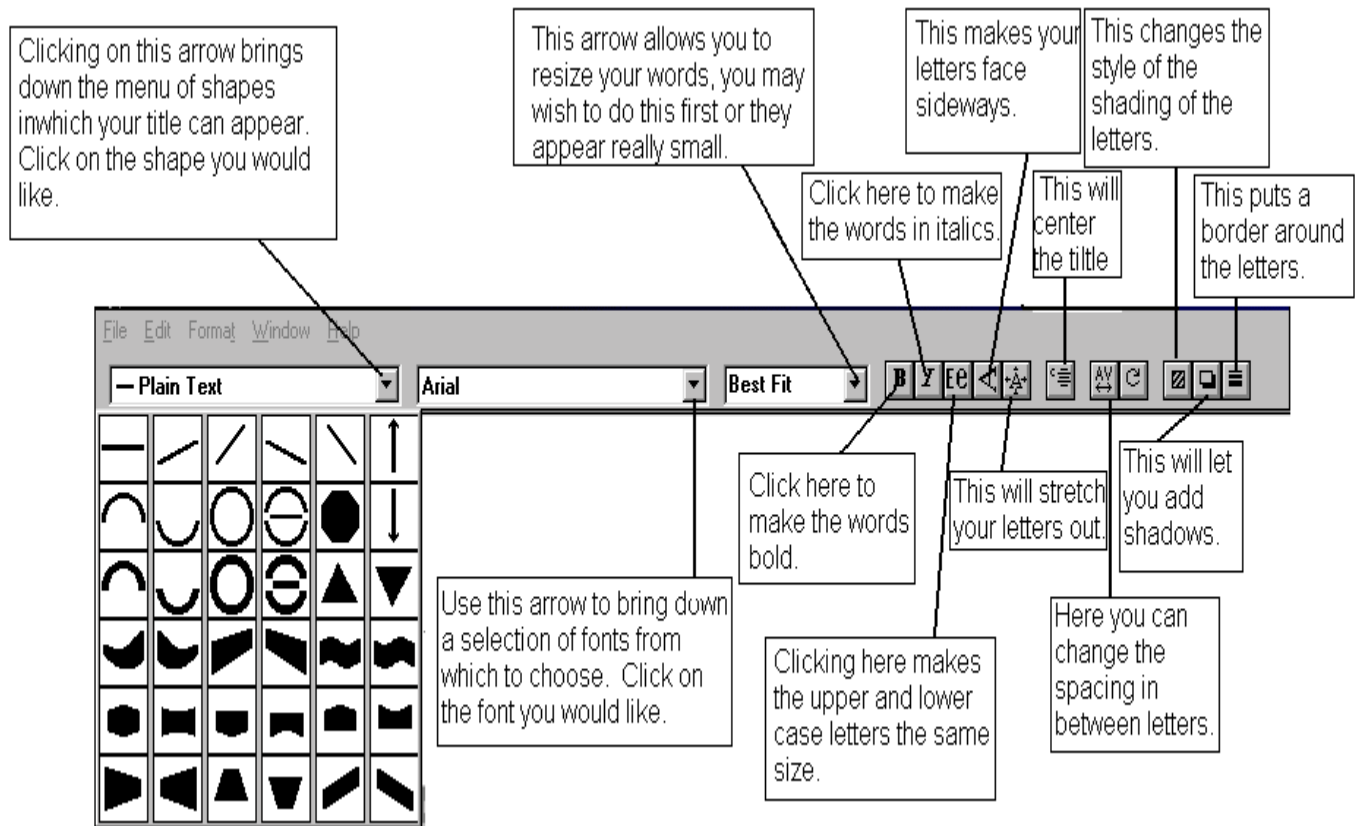 Clicking on this arrow brings
down the menu of shapes
inwhich your title can appear.
Click on the shape you would
like.
This arrow allows you to
resize your words, you may
wish to do this first or they
appear really small.
This makes your
letters face
sideways.
This changes the
style of the
shading of the
letters.
Click here to make
the words in italics.
This will
center
the tiltle
This puts a
border around
the letters.
File Edit Format Window Help
Plain Text
Arial
Best Fit
B I Ee A A C AV C
Click here to
make the words
bold.
This will stretch
your letters out.
This will let
you add
shadows.
Use this arrow to bring down
a selection of fonts from
which to choose. Click on
the font you would like.
Clicking here makes
the upper and lower
case letters the same
size.
Here you can
change the
spacing in
between letters.